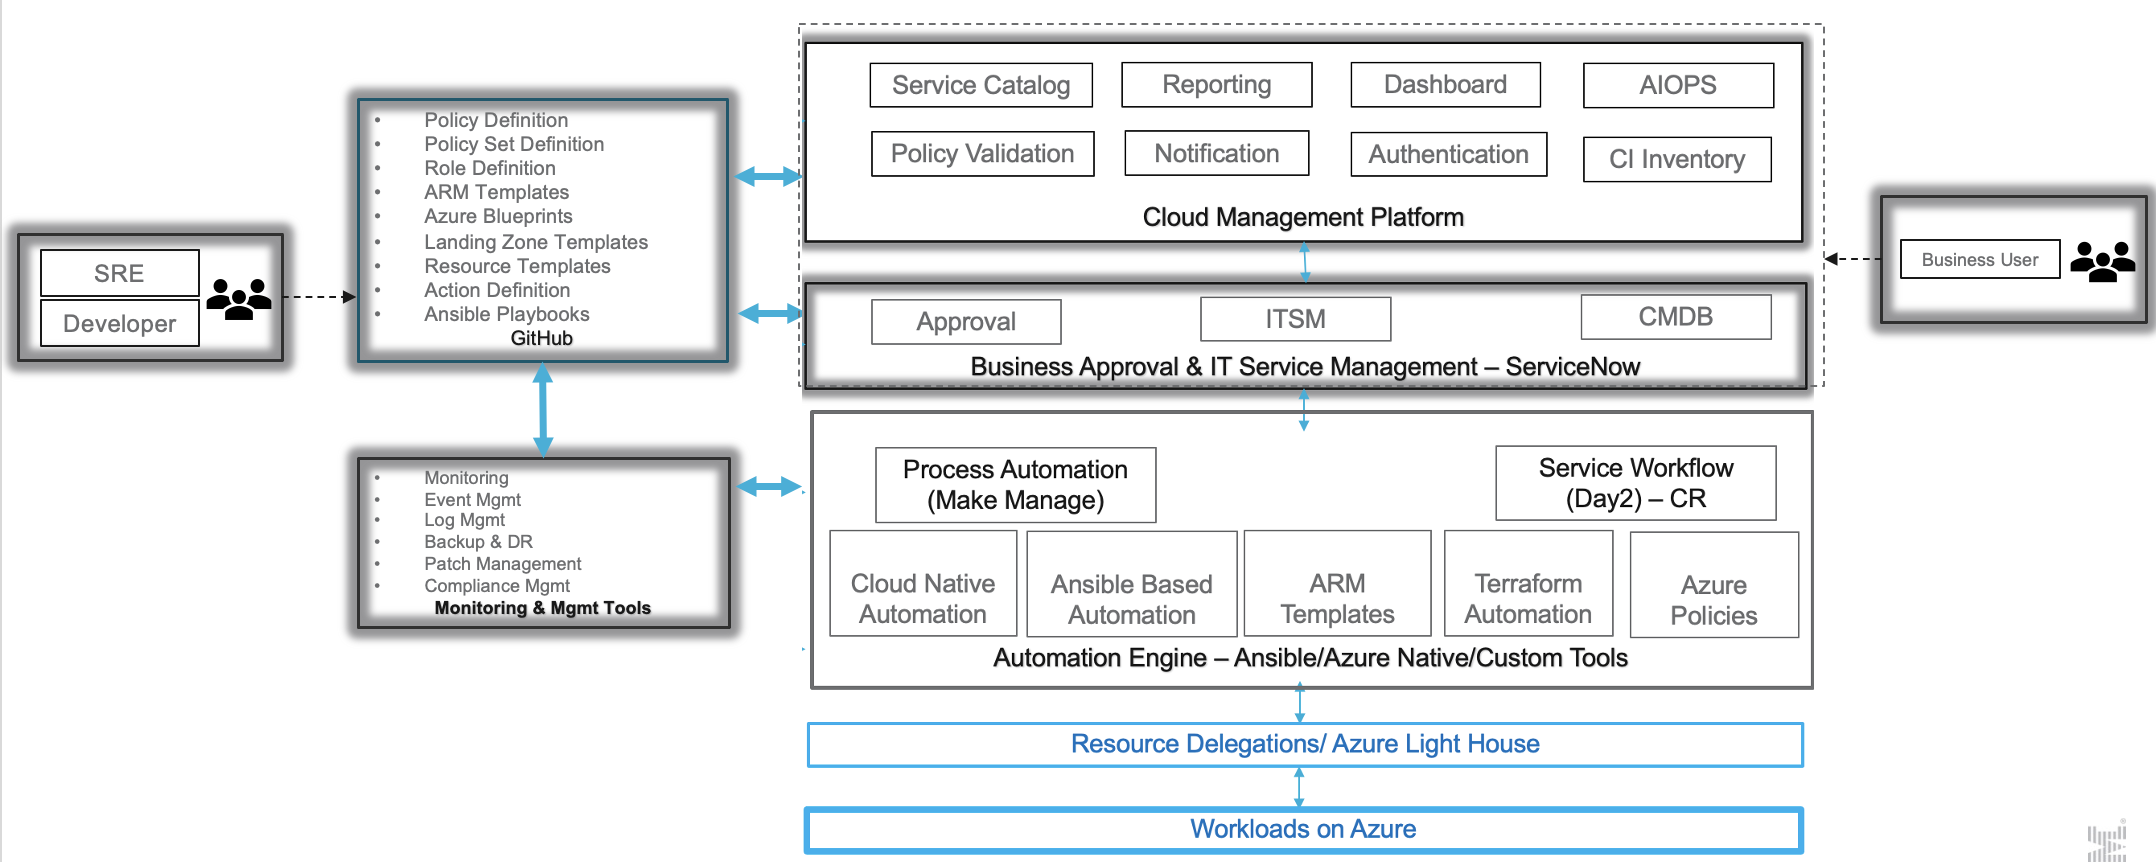 SRE
Developer
• Policy Definition
• Policy Set Definition
• Role Definition
• ARM Templates
• Azure Blueprints
• Landing Zone Templates
• Resource Templates
• Action Definition
• Ansible Playbooks
GitHub
• Monitoring
• Event Mgmt
• Log Mgmt
• Backup & DR
• Patch Management
• Compliance Mgmt
Monitoring & Mgmt Tools
Service Catalog
Reporting
Dashboard
AIOPS
Policy Validation
Notification
Authentication
CI Inventory
Cloud Management Platform
Approval
ITSM
CMDB
Business Approval & IT Service Management – ServiceNow
Business User
Process Automation
(Make Manage)
Service Workflow
(Day2) – CR
Cloud Native
Automation
Ansible Based
Automation
ARM
Templates
Terraform
Automation
Azure
Policies
Automation Engine – Ansible/Azure Native/Custom Tools
Resource Delegations/ Azure Light House
Workloads on Azure